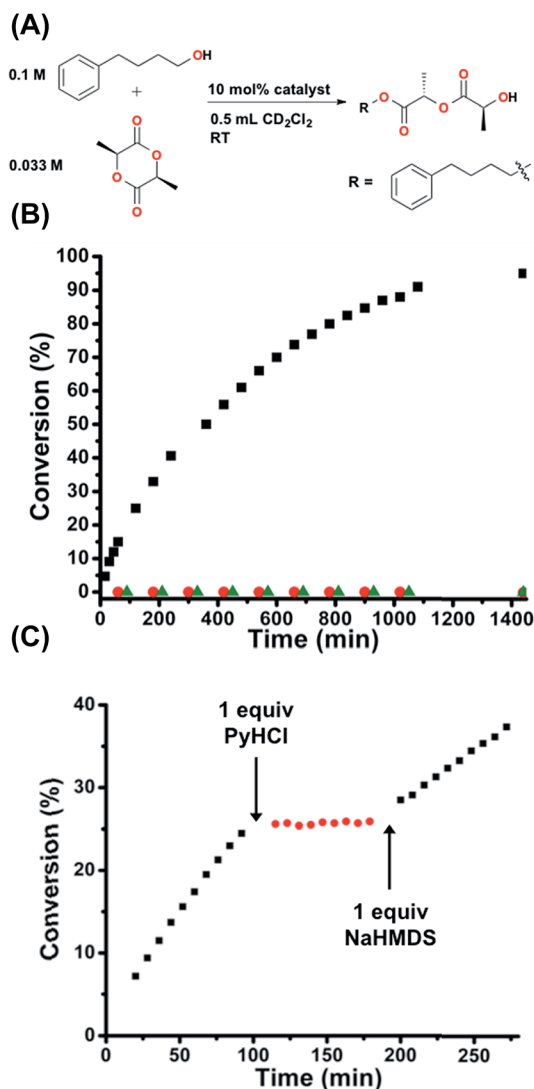 (A)
OH
0.1 M
+
10 mol% catalyst
0.5 mL CD2Cl2
RT
R
O
O
O
O
OH
0.033 M
O
O
O
O
R =
(B)
Conversion (%)
100
90
80
70
60
50
40
30
20
10
0
0 200 400 600 800 1000 1200 1400
Time (min)
(C)
Conversion (%)
40
30
20
10
0
1 equiv
PyHCl
1 equiv
NaHMDS
0 50 100 150 200 250
Time (min)